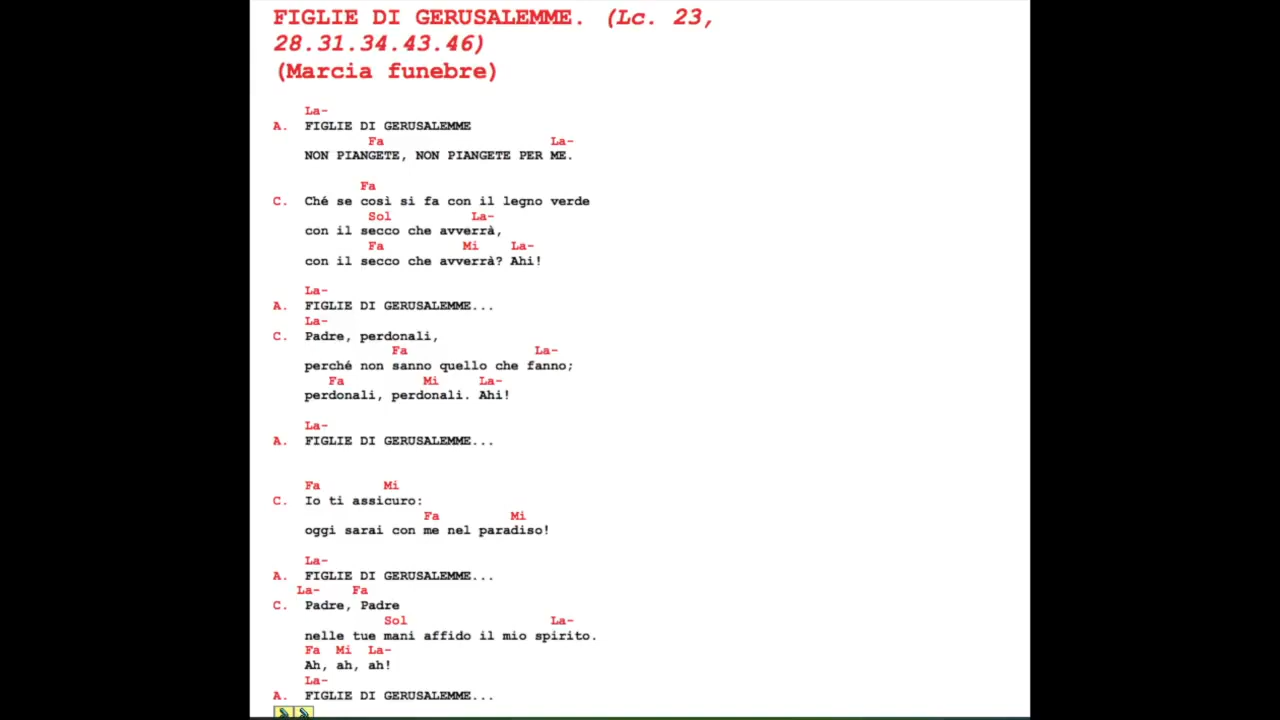 FIGLIE DI GERUSALEMME. (Lc. 23,
28.31.34.43.46)
(Marcia funebre)
La-
A. FIGLIE DI GERUSALEMME
Fa La-
NON PIANGETE, NON PIANGETE PER ME.
Fa
C. Ché se così si fa con il legno verde
Sol La-
con il secco che avverrà,
Fa Mi La-
con il secco che avverrà? Ahi!
La-
A. FIGLIE DI GERUSALEMME...
La-
C. Padre, perdonali,
Fa La-
perché non sanno quello che fanno;
Fa Mi La-
perdonali, perdonali. Ahi!
La-
A. FIGLIE DI GERUSALEMME...
Fa Mi
C. Io ti assicuro:
Fa Mi
oggi sarai con me nel paradiso!
La-
A. FIGLIE DI GERUSALEMME...
La- Fa
C. Padre, Padre
Sol La-
nelle tue mani affido il mio spirito.
Fa Mi La-
Ah, ah, ah!
La-
A. FIGLIE DI GERUSALEMME...